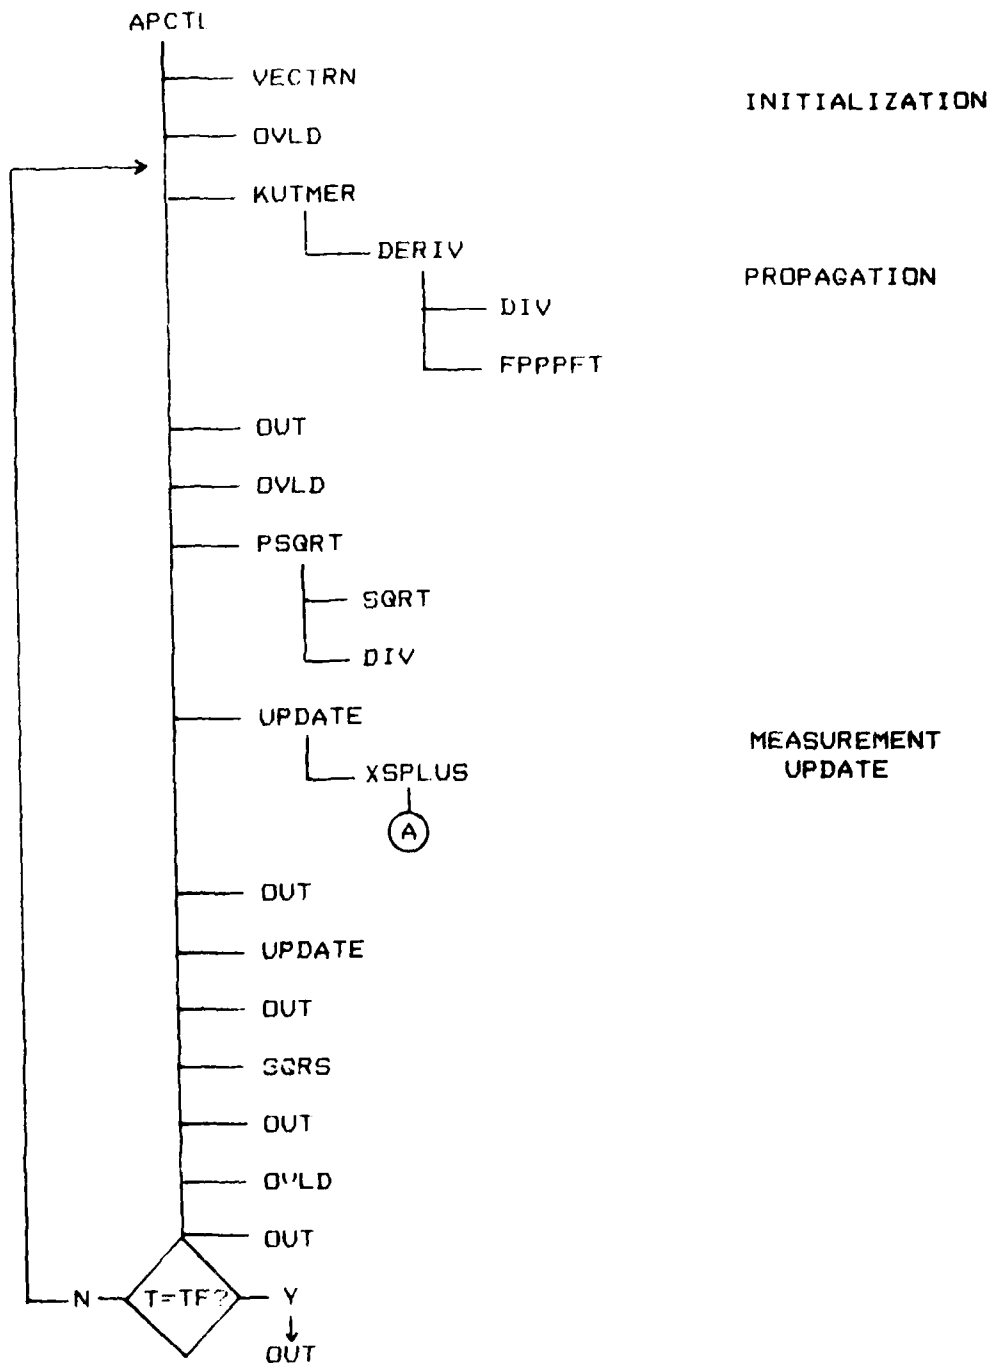 APCTL
VECTRN
INITIALIZATION
OVLD
KUTMER
DERIV
PROPAGATION
DIV
FPPPFT
OUT
OVLD
PSQRT
SQRT
DIV
UPDATE
MEASUREMENT
UPDATE
XSPLUS
A
OUT
UPDATE
OUT
SQRS
OUT
OVLD
OUT
N
T=TF?
Y
OUT